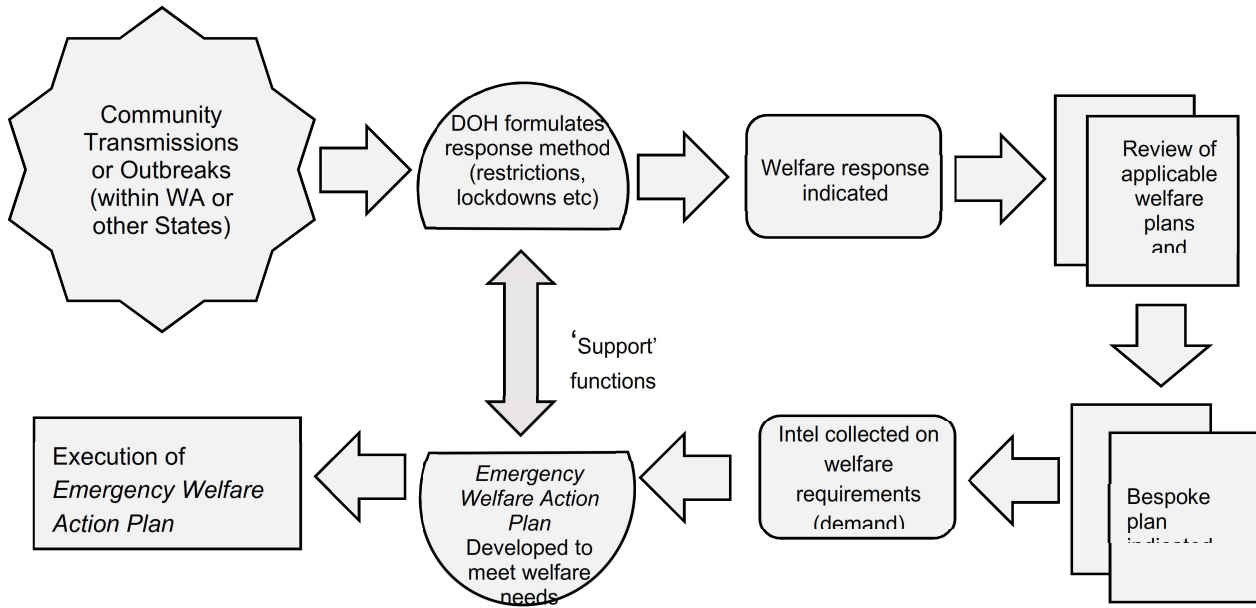 Community
Transmissions
or Outbreaks
(within WA or
other States)
DOH formulates
response method
(restrictions,
lockdowns etc)
Welfare response
indicated
Review of
applicable
welfare
plans
and
‘Support’
functions
Bespoke
plan
indicated
Intel collected on
welfare
requirements
(demand)
Emergency
Welfare Action
Plan
Developed to
meet welfare
needs
Execution of
Emergency Welfare
Action Plan